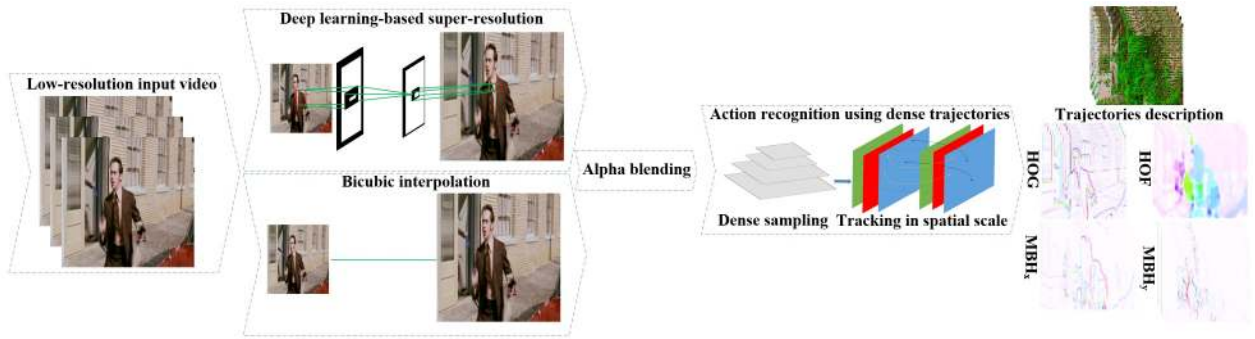 Low-resolution input video
Deep learning-based super-resolution
Bicubic interpolation
Alpha blending
Action recognition using dense trajectories
Dense sampling
Tracking in spatial scale
Trajectories description
HOG
HOF
MBHx
MBHy